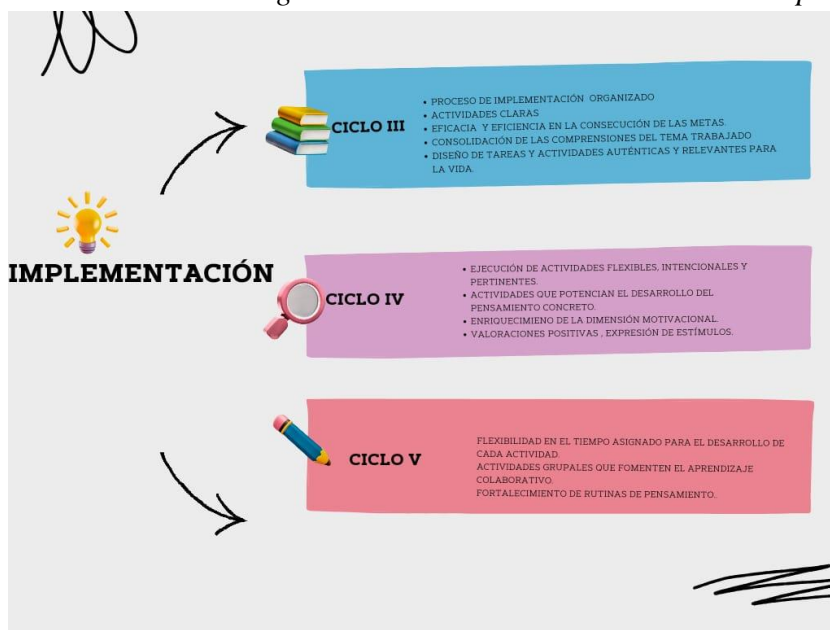 IMPLEMENTACIÓN
CICLO III
• PROCESO DE IMPLEMENTACIÓN ORGANIZADO
• ACTIVIDADES CLARAS
• EFICACIA Y EFICIENCIA EN LA CONSECUCIÓN DE LAS METAS.
• CONSOLIDACIÓN DE LAS COMPRENSIONES DEL TEMA TRABAJADO
• DISEÑO DE TAREAS Y ACTIVIDADES AUTÉNTICAS Y RELEVANTES PARA
LA VIDA.
CICLO IV
• EJECUCIÓN DE ACTIVIDADES FLEXIBLES, INTENCIONALES Y
PERTINENTES.
• ACTIVIDADES QUE POTENCIAN EL DESARROLLO DEL
PENSAMIENTO CONCRETO.
• ENRIQUECIMIENO DE LA DIMENSIÓN MOTIVACIONAL.
• VALORACIONES POSITIVAS , EXPRESIÓN DE ESTÍMULOS.
CICLO V
FLEXIBILIDAD EN EL TIEMPO ASIGNADO PARA EL DESARROLLO DE
CADA ACTIVIDAD.
ACTIVIDADES GRUPALES QUE FOMENTEN EL APRENDIZAJE
COLABORATIVO.
FORTALECIMIENTO DE RUTINAS DE PENSAMIENTO.